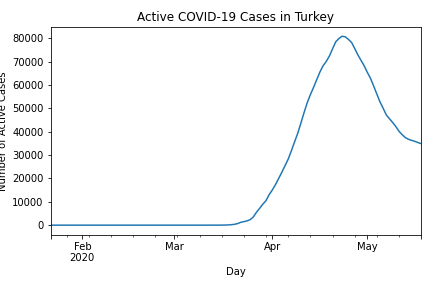 Active COVID-19 Cases in Turkey
Number of Active Cases
80000
70000
60000
50000
40000
30000
20000
10000
0
Feb
2020
Mar
Apr
May
Day